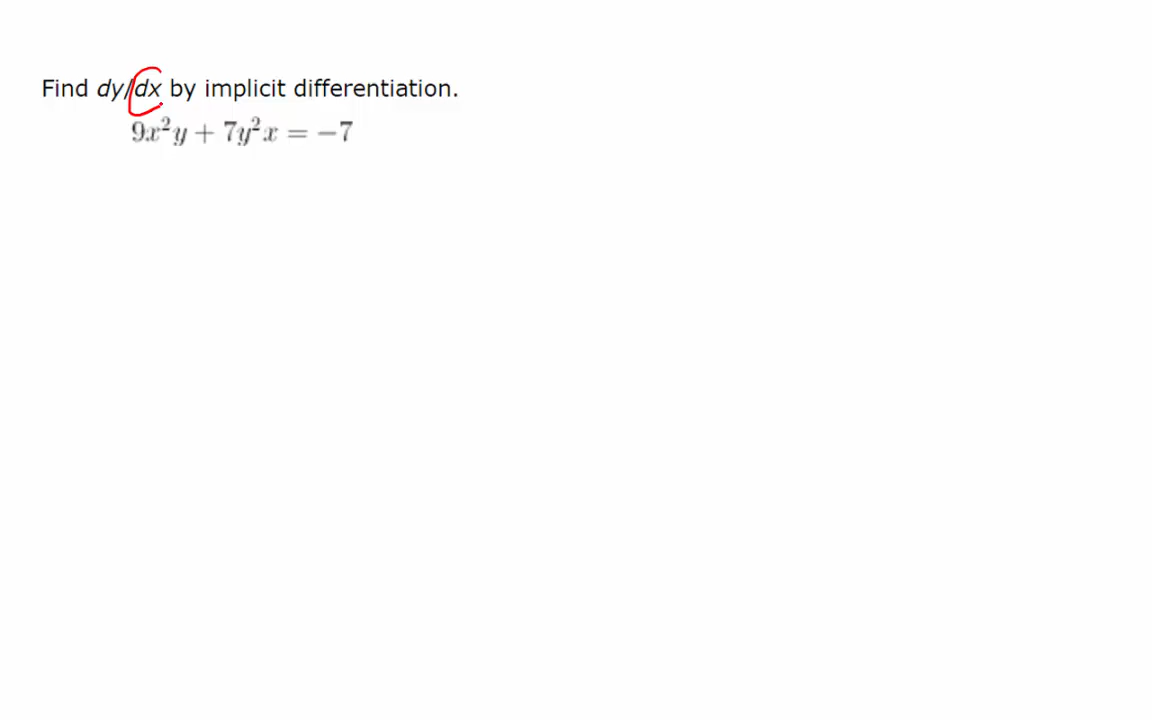 Find dy/dx by implicit differentiation.
9x²y + 7y²x = −7